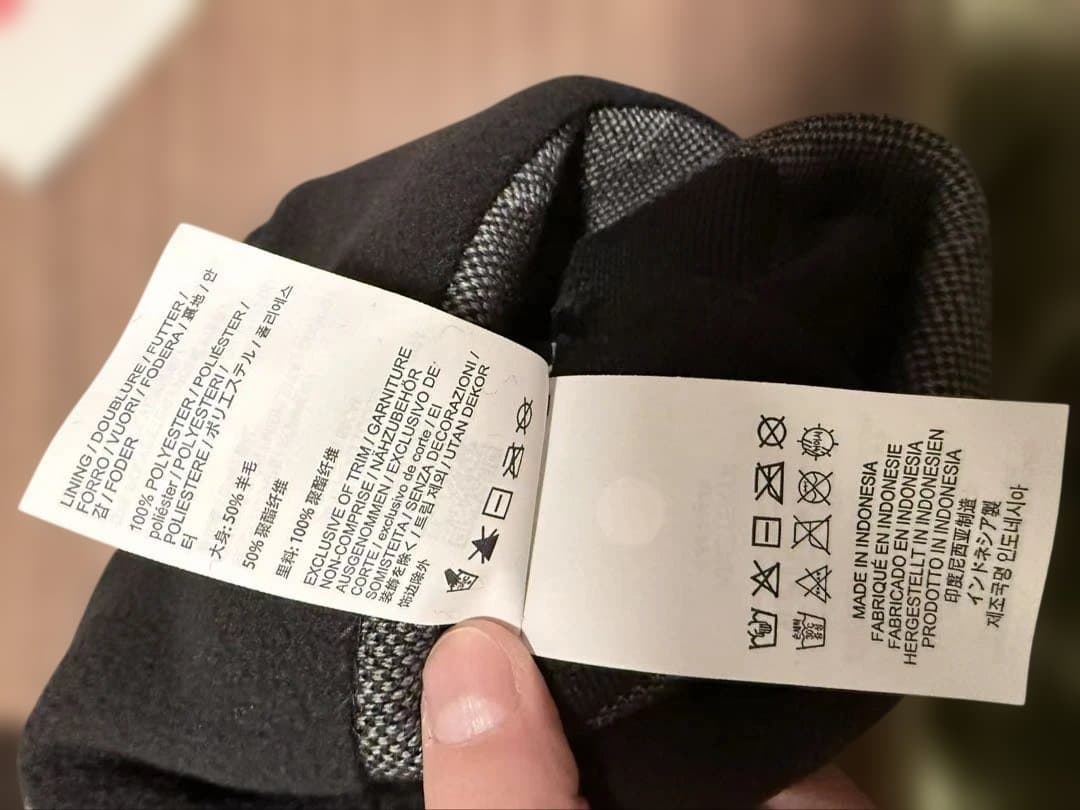 LINING / DOUBLURE / FUTTER /
FORRO / VUORI / FODERA / 裏地 / 안
감 / FODER
100% POLYESTER / POLIÉSTER /
poliéster / POLYESTERI /
POLIESTERE / ポリエステル / 폴리에스
터
大身: 50% 羊毛
50% 聚酯纤维
里料: 100% 聚酯纤维
EXCLUSIVE OF TRIM / GARNITURE
NON-COMPRISE / NÄHZUBEHÖR
AUSGENOMMEN / EXCLUSIVO DE
CORTE / exclusivo de corte / EI
SOMISTEITA / SENZA DECORAZIONI /
装飾を除く / 트림 제외 / UTAN DEKOR
饰边除外
MADE IN INDONESIA
FABRIQUÉ EN INDONESIE
FABRICADO EN INDONESIA
HERGESTELLT IN INDONESIEN
PRODOTTO IN INDONESIA
印度尼西亚制造
インドネシア製
제조국명 인도네시아